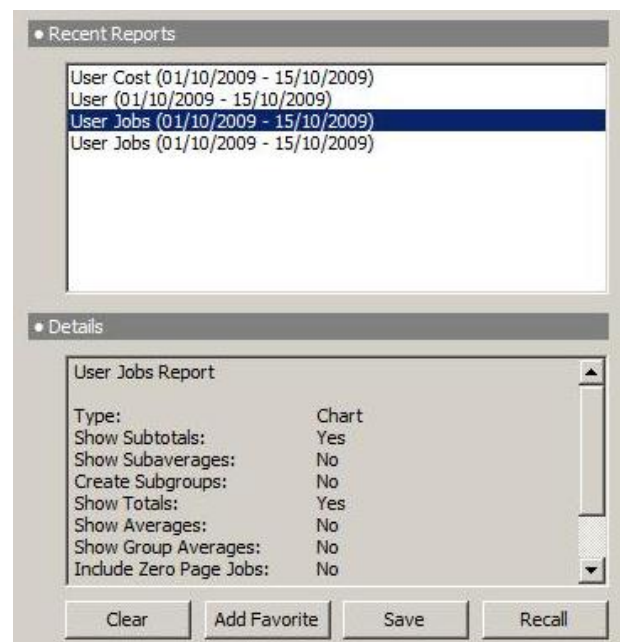 • Recent Reports
User Cost (01/10/2009 - 15/10/2009)
User (01/10/2009 - 15/10/2009)
User Jobs (01/10/2009 - 15/10/2009)
User Jobs (01/10/2009 - 15/10/2009)
• Details
User Jobs Report
Type: Chart
Show Subtotals: Yes
Show Subaverages: No
Create Subgroups: No
Show Totals: Yes
Show Averages: No
Show Group Averages: No
Include Zero Page Jobs: No
Clear Add Favorite Save Recall